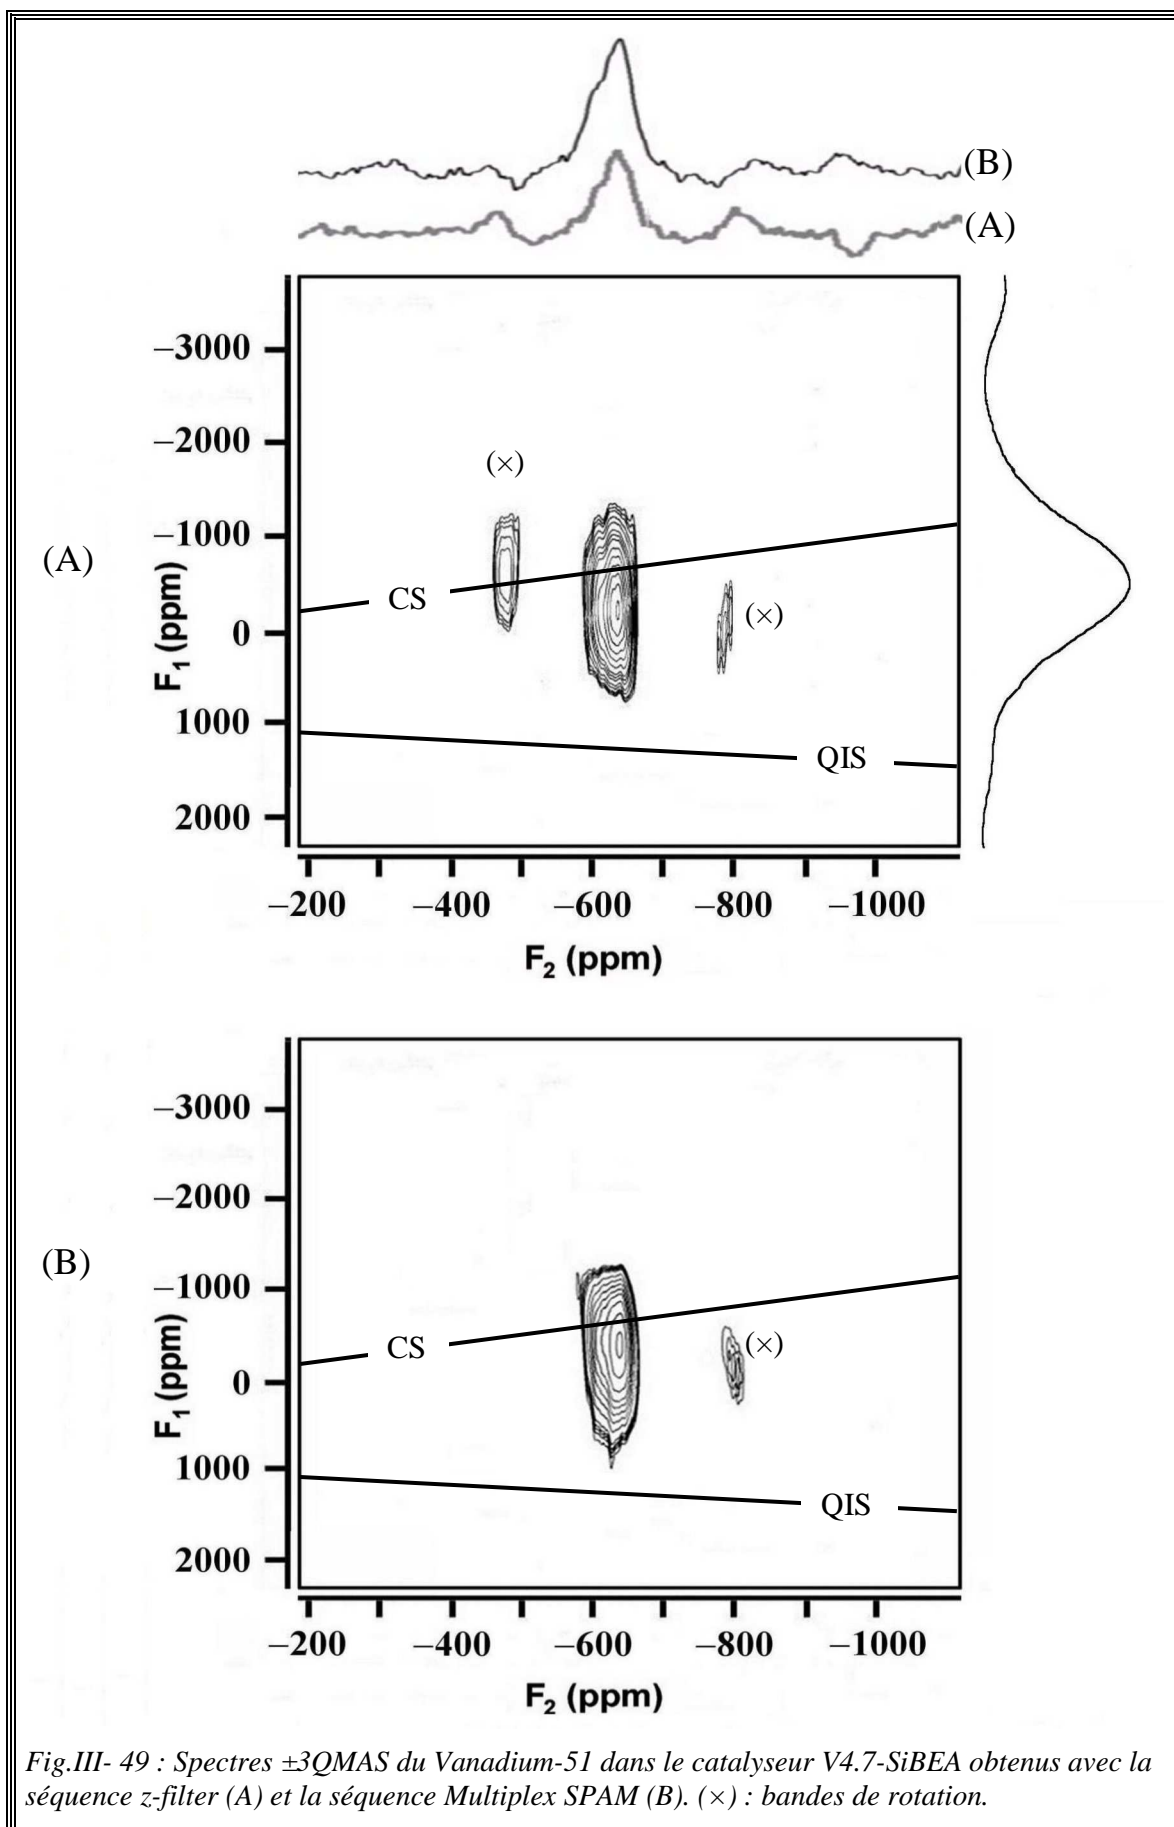 (B)
(A)
–3000
–2000
(×)
–1000
(A)
CS
(×)
0
F1 (ppm)
1000
QIS
2000
–200 –400 –600 –800 –1000
F2 (ppm)
–3000
–2000
(B)
–1000
CS
(×)
0
F1 (ppm)
1000
QIS
2000
–200 –400 –600 –800 –1000
F2 (ppm)
Fig.III- 49 : Spectres ±3QMAS du Vanadium-51 dans le catalyseur V4.7-SiBEA obtenus avec la
séquence z-filter (A) et la séquence Multiplex SPAM (B). (×) : bandes de rotation.